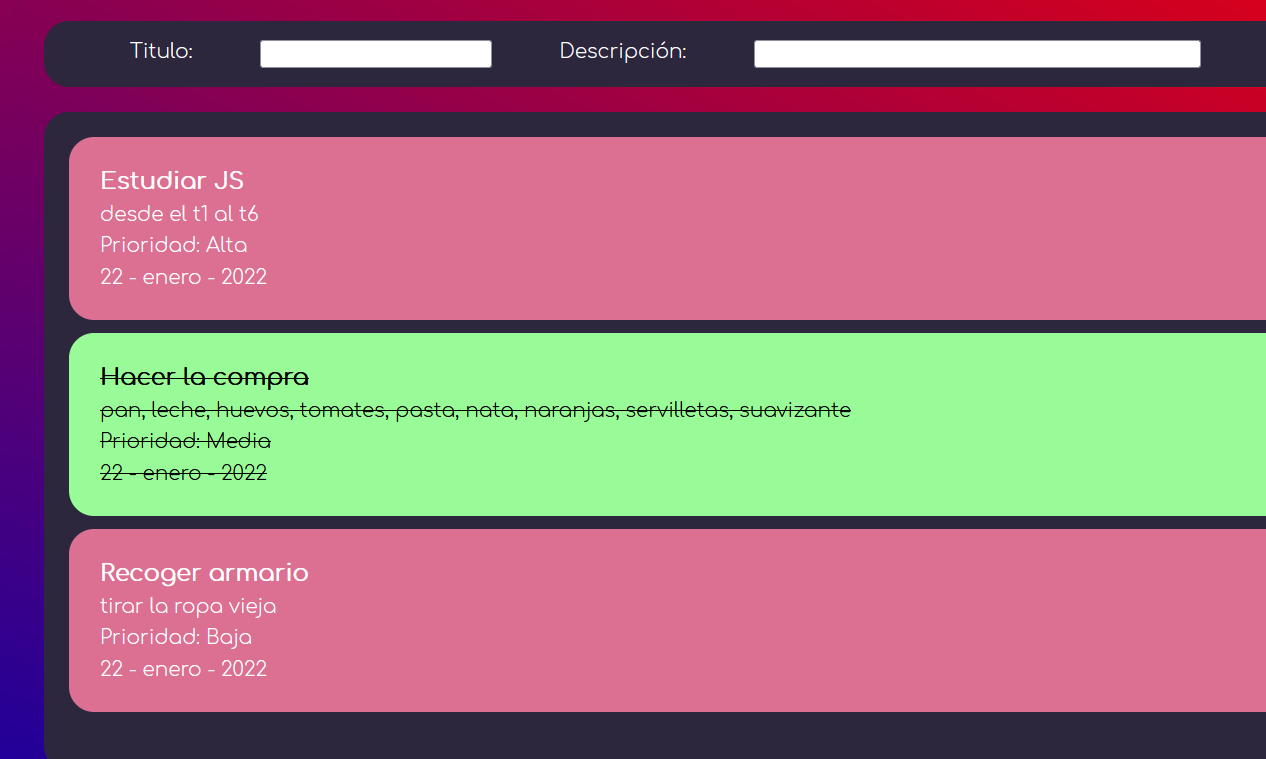 Titulo: Descripción:
Estudiar JS
desde el t1 al t6
Prioridad: Alta
22 - enero - 2022
Hacer la compra
pan, leche, huevos, tomates, pasta, nata, naranjas, servilletas, suavizante
Prioridad: Media
22 - enero - 2022
Recoger armario
tirar la ropa vieja
Prioridad: Baja
22 - enero - 2022